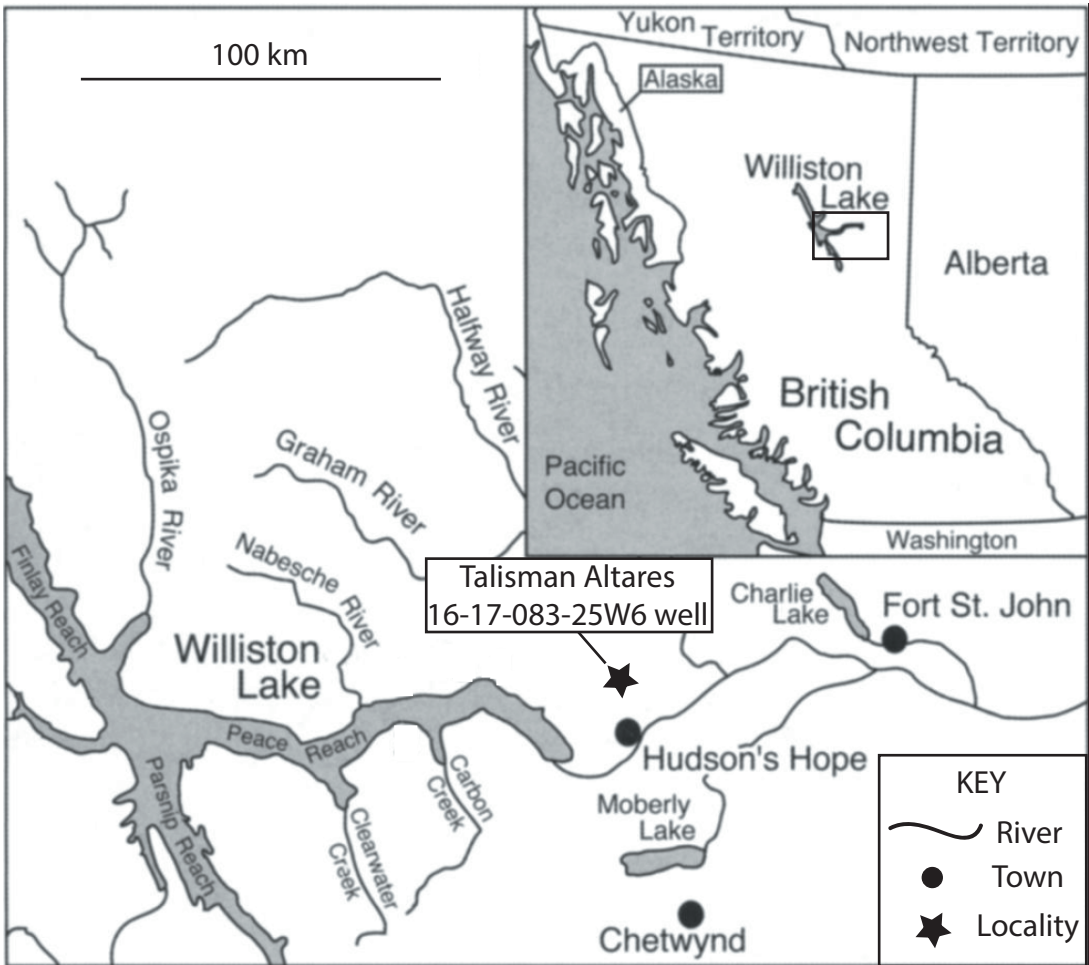 100 km
Yukon Territory
Northwest Territory
Alaska
Williston
Lake
Alberta
British
Columbia
Pacific
Ocean
Washington
Halfway River
Graham River
Ospika River
Nabesche River
Finlay Reach
Williston
Lake
Peace Reach
Parsnip Reach
Clearwater
Creek
Carbon
Creek
Talisman Altares
16-17-083-25W6 well
Charlie
Lake
Fort St. John
Hudson's Hope
Moberly
Lake
Chetwynd
KEY
River
Town
Locality